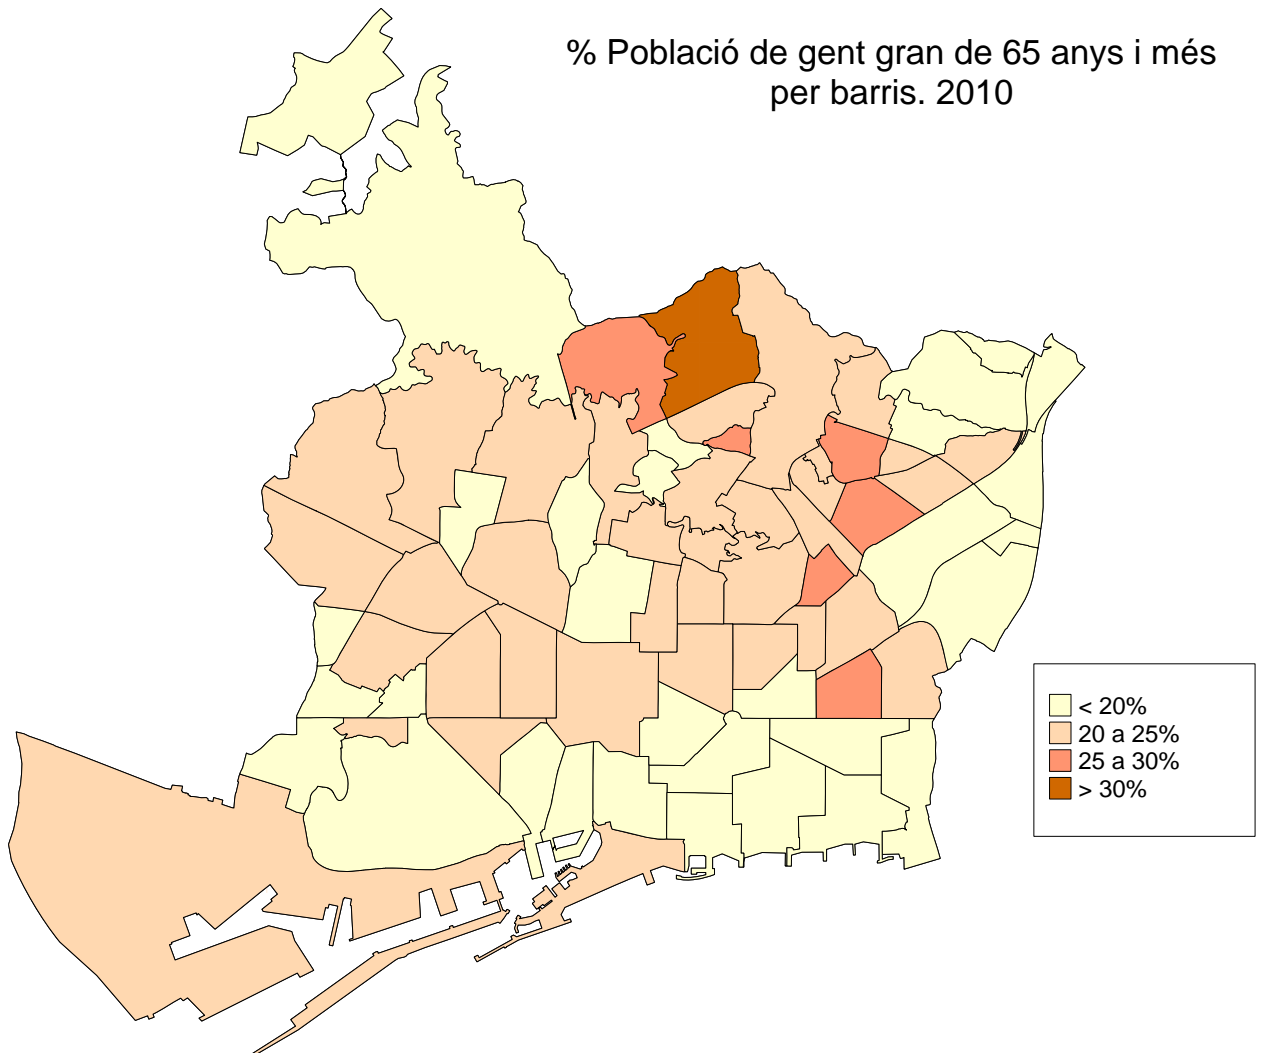 % Població de gent gran de 65 anys i més
per barris. 2010
< 20%
20 a 25%
25 a 30%
> 30%